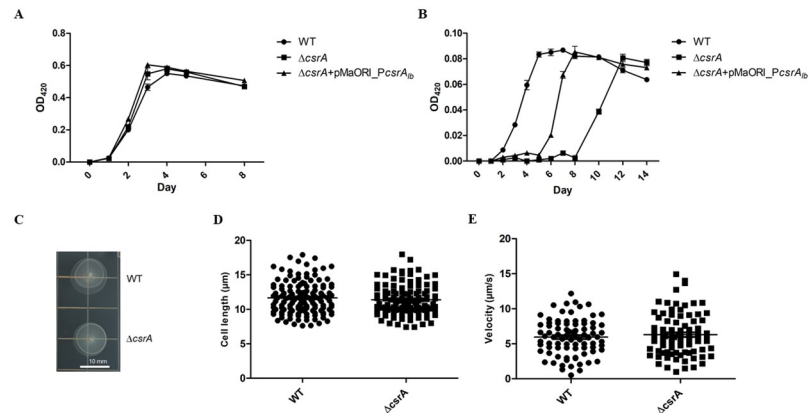 A
0.6
0.4
0.2
0.0
OD420
0
2
4
6
8
Day
WT
ΔcsrA
ΔcsrA+pMaORI_PcsrAlb
B
0.10
0.08
0.06
0.04
0.02
0.00
OD420
0
2
4
6
8
10
12
14
Day
WT
ΔcsrA
ΔcsrA+pMaORI_PcsrAlb
C
WT
ΔcsrA
10 mm
D
20
15
10
5
0
Cell length (μm)
WT
ΔcsrA
E
20
15
10
5
0
Velocity (μm/s)
WT
ΔcsrA